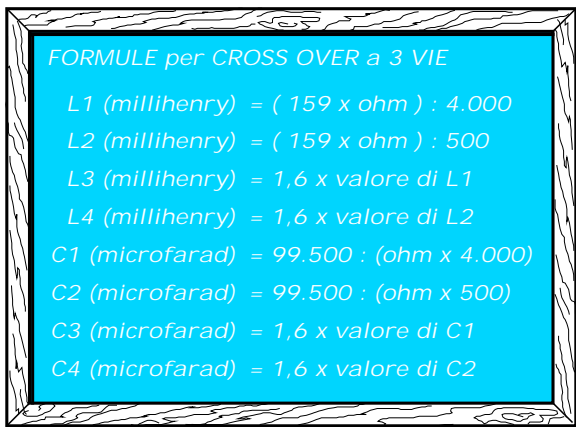 FORMULE per CROSS OVER a 3 VIE
L1 (millihenry) = ( 159 x ohm ) : 4.000
L2 (millihenry) = ( 159 x ohm ) : 500
L3 (millihenry) = 1,6 x valore di L1
L4 (millihenry) = 1,6 x valore di L2
C1 (microfarad) = 99.500 : (ohm x 4.000)
C2 (microfarad) = 99.500 : (ohm x 500)
C3 (microfarad) = 1,6 x valore di C1
C4 (microfarad) = 1,6 x valore di C2